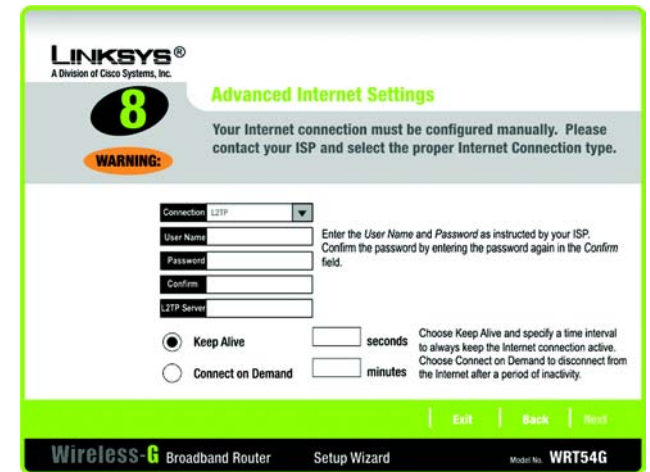 LINKSYS®
A Division of Cisco Systems, Inc.
8
Advanced Internet Settings
WARNING:
Your Internet connection must be configured manually. Please
contact your ISP and select the proper Internet Connection type.
Connection L2TP
User Name
Password
Confirm
L2TP Server
Enter the User Name and Password as instructed by your ISP.
Confirm the password by entering the password again in the Confirm
field.
Keep Alive seconds
Connect on Demand minutes
Choose Keep Alive and specify a time interval
to always keep the Internet connection active.
Choose Connect on Demand to disconnect from
the Internet after a period of inactivity.
Exit Back Next
Wireless-G Broadband Router Setup Wizard Model No. WRT54G